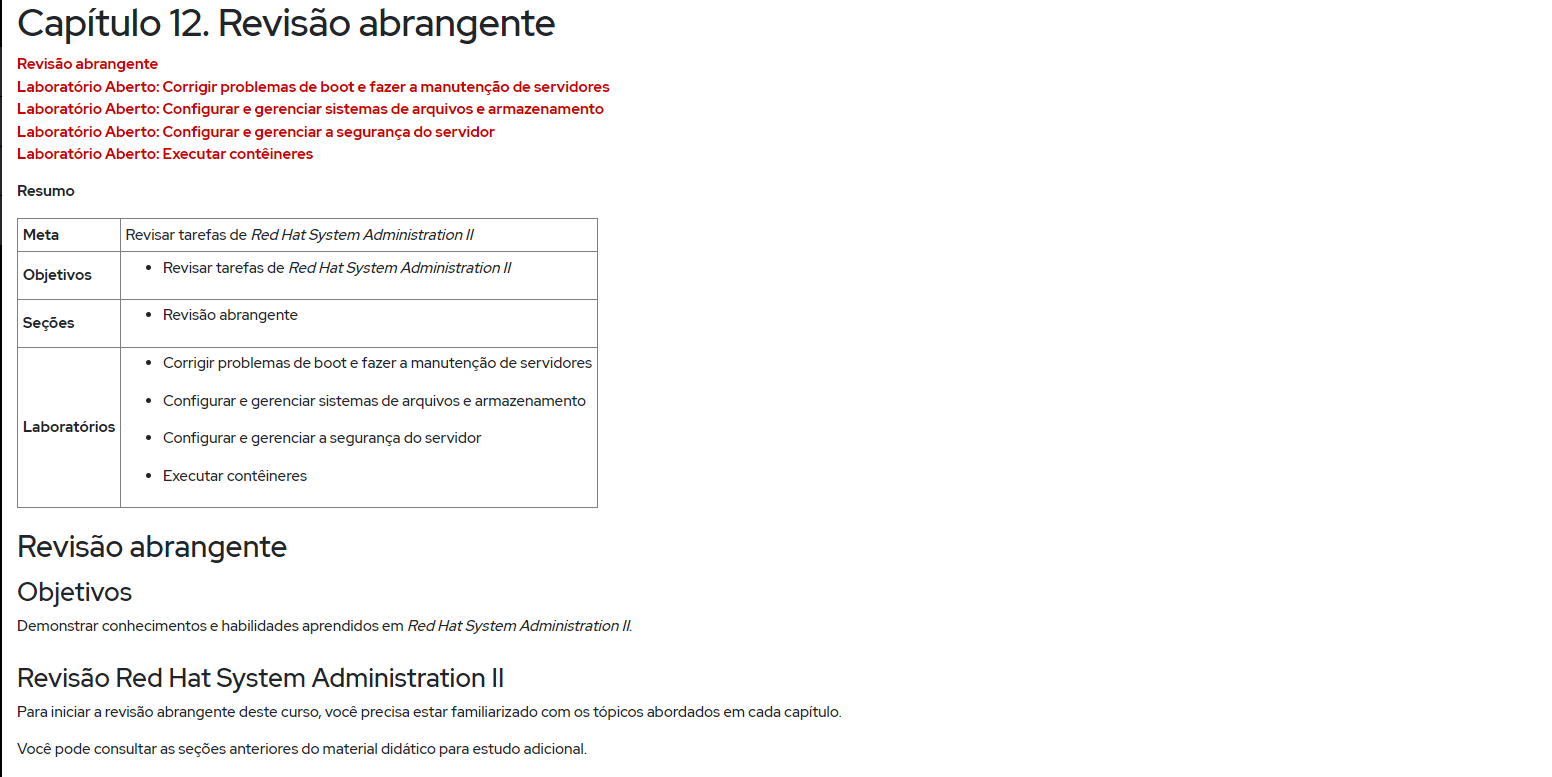 Capítulo 12. Revisão abrangente
Revisão abrangente
Laboratório Aberto: Corrigir problemas de boot e fazer a manutenção de servidores
Laboratório Aberto: Configurar e gerenciar sistemas de arquivos e armazenamento
Laboratório Aberto: Configurar e gerenciar a segurança do servidor
Laboratório Aberto: Executar contêineres
Resumo
Meta Revisar tarefas de Red Hat System Administration II
Objetivos • Revisar tarefas de Red Hat System Administration II
Seções • Revisão abrangente
Laboratórios
• Corrigir problemas de boot e fazer a manutenção de servidores
• Configurar e gerenciar sistemas de arquivos e armazenamento
• Configurar e gerenciar a segurança do servidor
• Executar contêineres
Revisão abrangente
Objetivos
Demonstrar conhecimentos e habilidades aprendidos em Red Hat System Administration II.
Revisão Red Hat System Administration II
Para iniciar a revisão abrangente deste curso, você precisa estar familiarizado com os tópicos abordados em cada capítulo.
Você pode consultar as seções anteriores do material didático para estudo adicional.